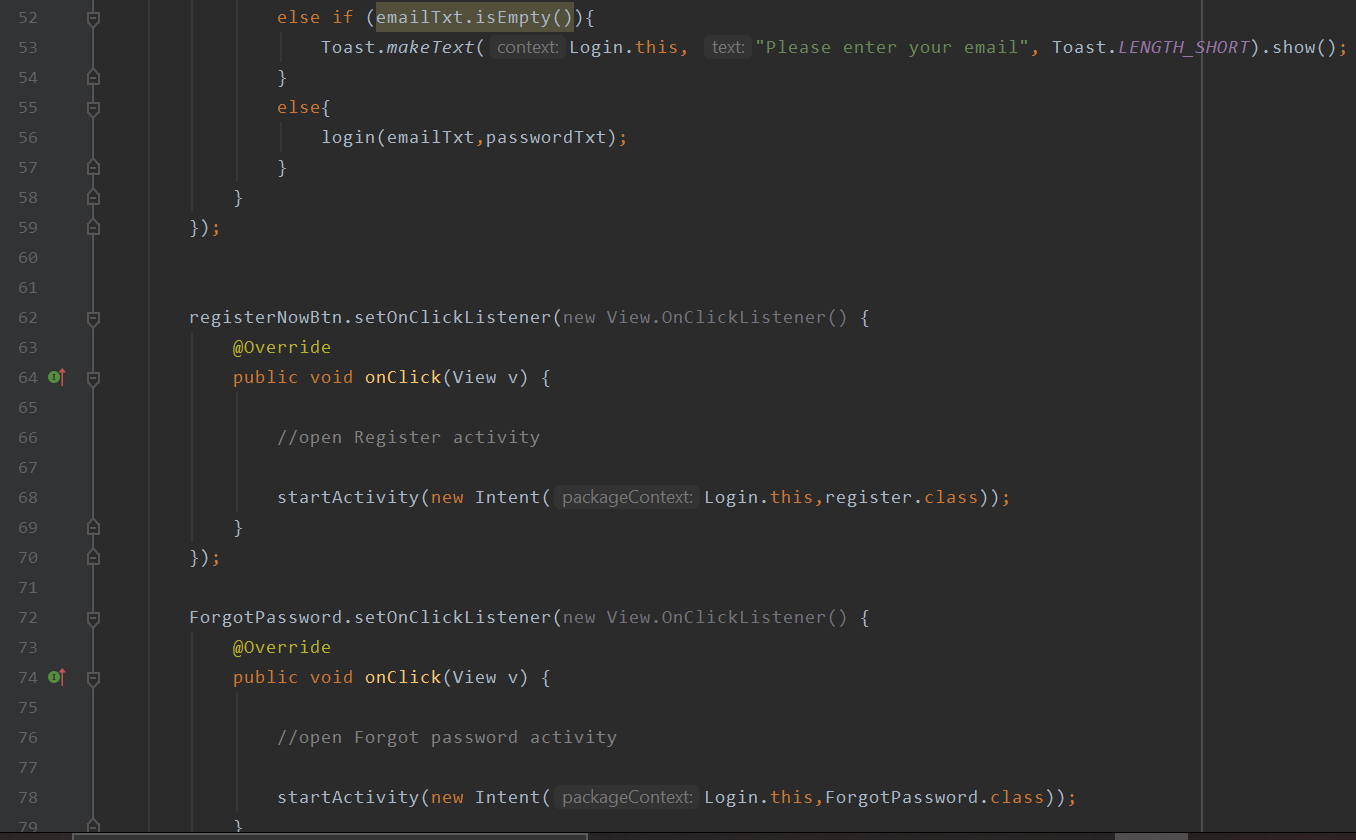 52 else if (emailTxt.isEmpty()){
53 Toast.makeText( context: Login.this, text: "Please enter your email", Toast.LENGTH_SHORT).show();
54 }
55 else{
56 login(emailTxt,passwordTxt);
57 }
58 }
59 });
60
61
62 registerNowBtn.setOnClickListener(new View.OnClickListener() {
63 @Override
64 public void onClick(View v) {
65
66 //open Register activity
67
68 startActivity(new Intent( packageContext: Login.this,register.class));
69 }
70 });
71
72 ForgotPassword.setOnClickListener(new View.OnClickListener() {
73 @Override
74 public void onClick(View v) {
75
76 //open Forgot password activity
77
78 startActivity(new Intent( packageContext: Login.this,ForgotPassword.class));
79 }